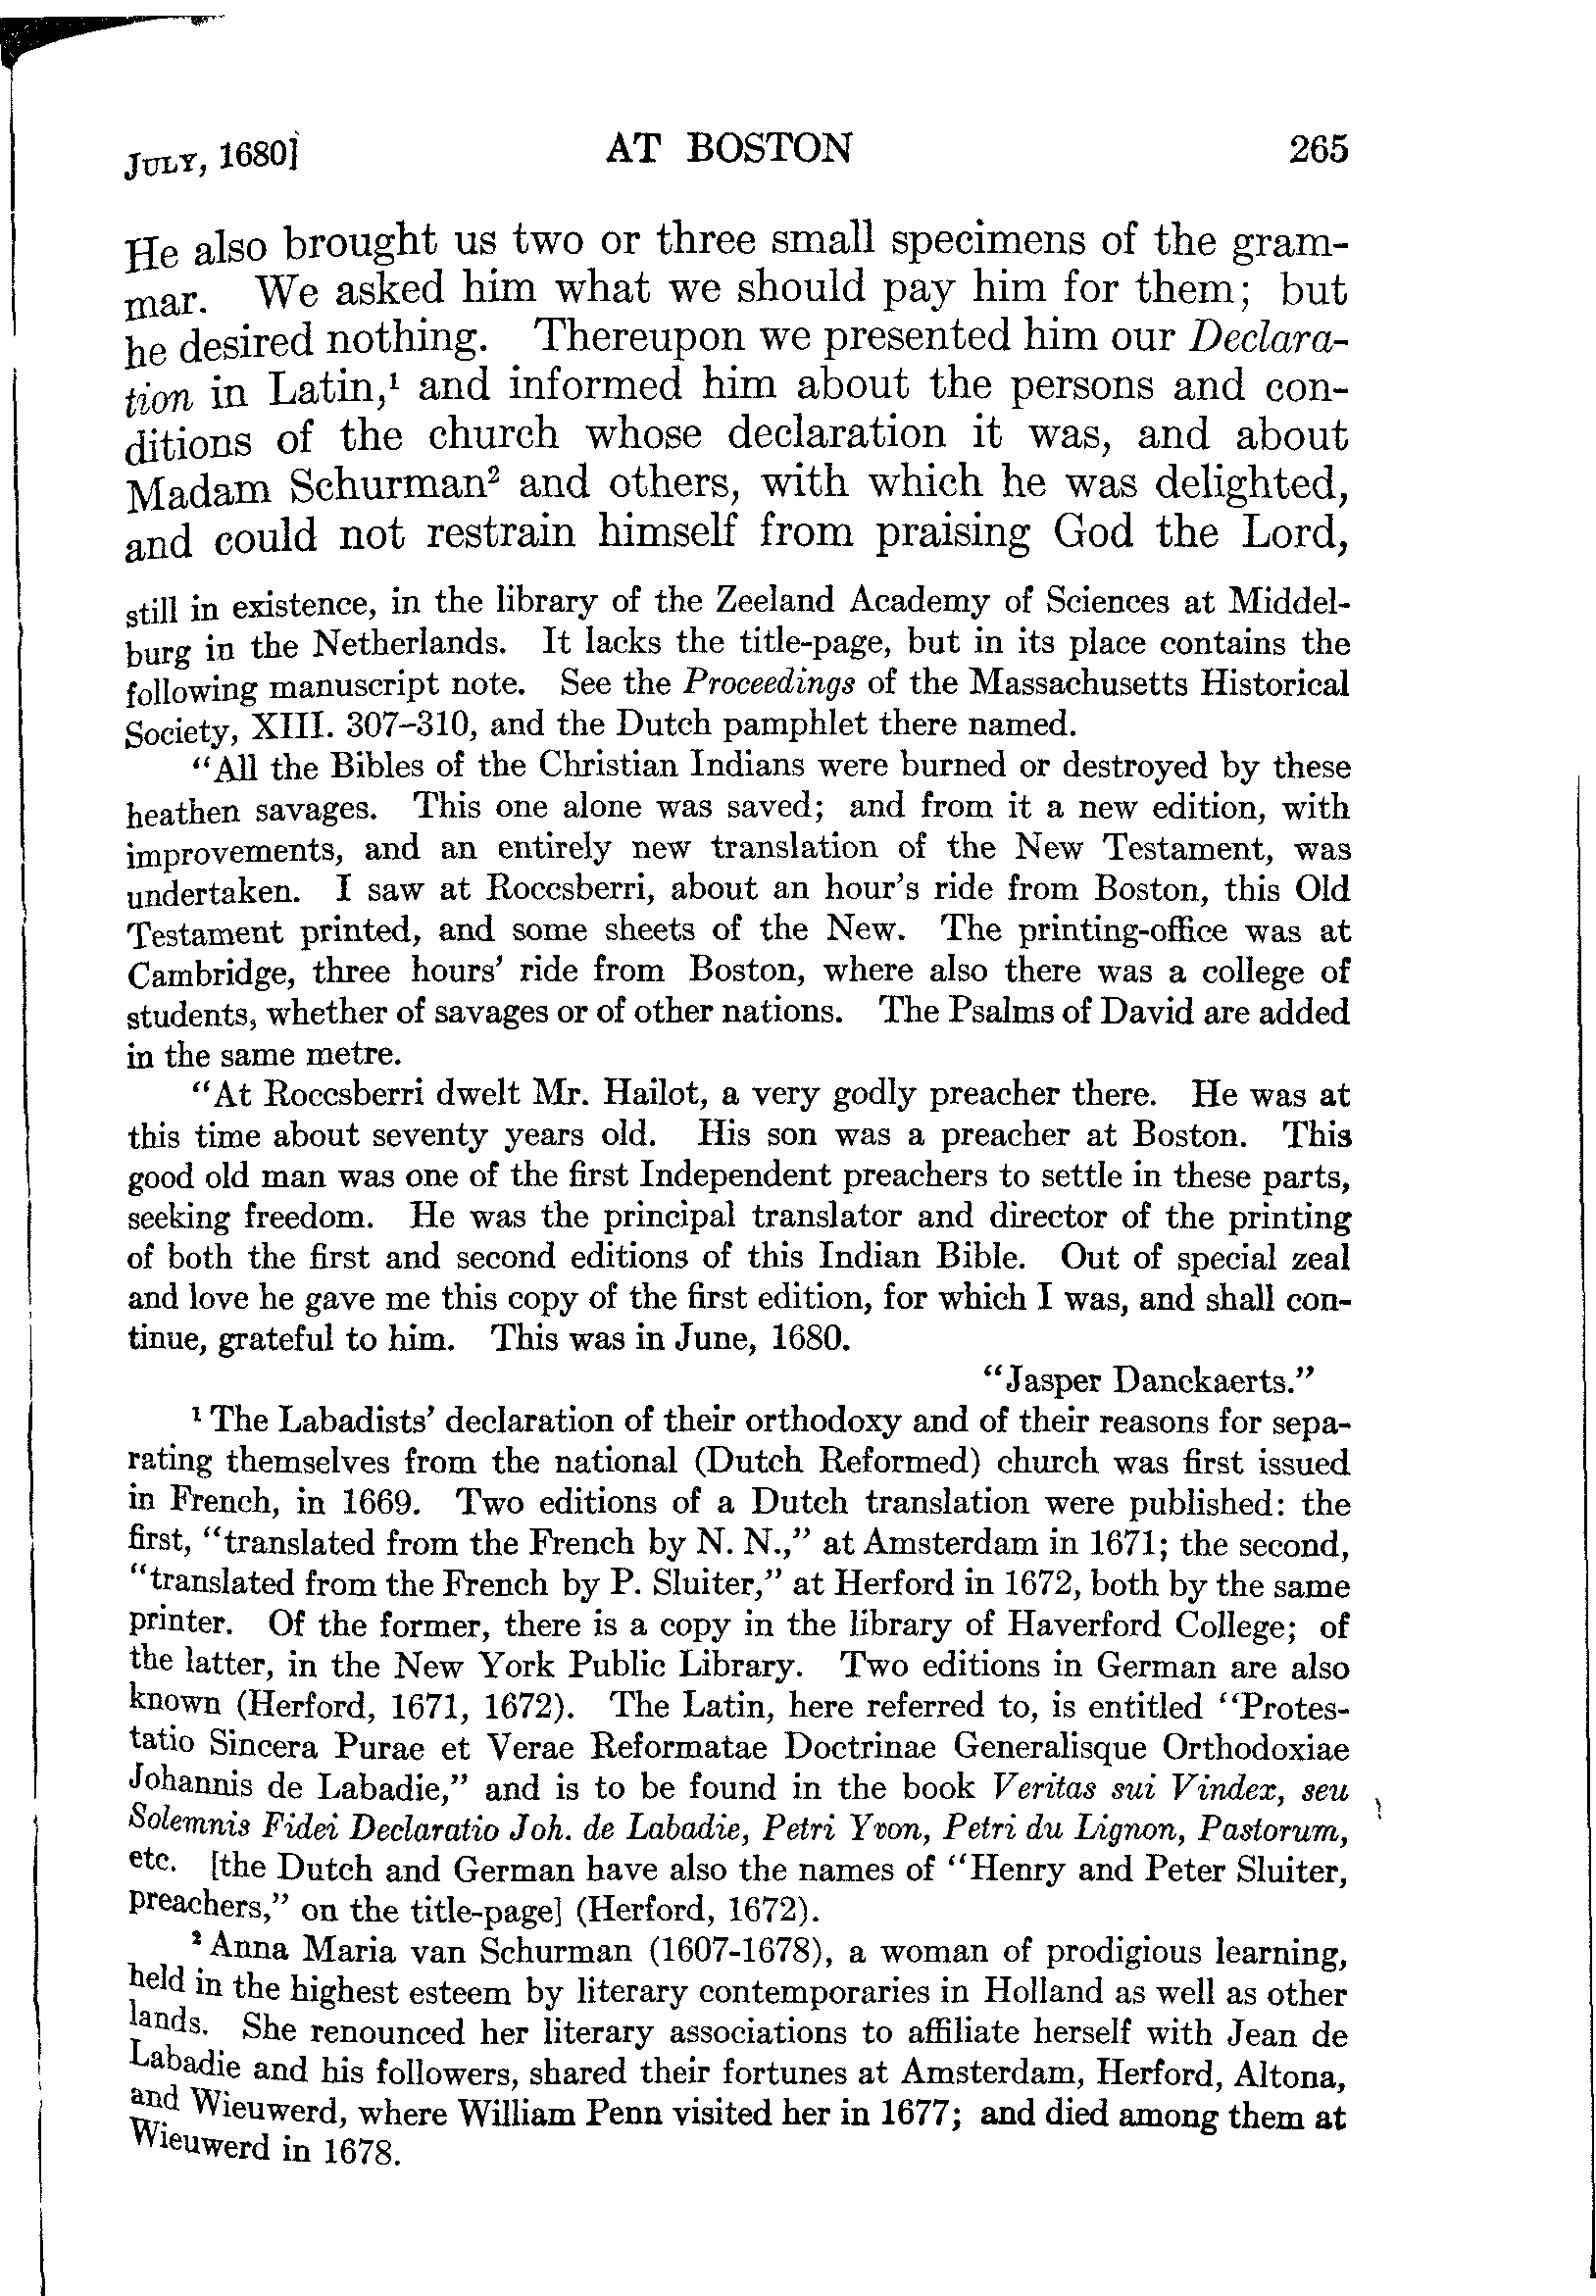 JULY, 1680] AT BOSTON 265
He also brought us two or three small specimens of the gram-
mar. We asked him what we should pay him for them; but
he desired nothing. Thereupon we presented him our Declara-
tion in Latin,¹ and informed him about the persons and con-
ditions of the church whose declaration it was, and about
Madam Schurman² and others, with which he was delighted,
and could not restrain himself from praising God the Lord,
still in existence, in the library of the Zeeland Academy of Sciences at Middel-
burg in the Netherlands. It lacks the title-page, but in its place contains the
following manuscript note. See the Proceedings of the Massachusetts Historical
Society, XIII. 307–310, and the Dutch pamphlet there named.
"All the Bibles of the Christian Indians were burned or destroyed by these
heathen savages. This one alone was saved; and from it a new edition, with
improvements, and an entirely new translation of the New Testament, was
undertaken. I saw at Roccsberri, about an hour's ride from Boston, this Old
Testament printed, and some sheets of the New. The printing-office was at
Cambridge, three hours' ride from Boston, where also there was a college of
students, whether of savages or of other nations. The Psalms of David are added
in the same metre.
"At Roccsberri dwelt Mr. Hailot, a very godly preacher there. He was at
this time about seventy years old. His son was a preacher at Boston. This
good old man was one of the first Independent preachers to settle in these parts,
seeking freedom. He was the principal translator and director of the printing
of both the first and second editions of this Indian Bible. Out of special zeal
and love he gave me this copy of the first edition, for which I was, and shall con-
tinue, grateful to him. This was in June, 1680.
"Jasper Danckaerts."
¹ The Labadists' declaration of their orthodoxy and of their reasons for sepa-
rating themselves from the national (Dutch Reformed) church was first issued
in French, in 1669. Two editions of a Dutch translation were published: the
first, "translated from the French by N. N.," at Amsterdam in 1671; the second,
"translated from the French by P. Sluiter," at Herford in 1672, both by the same
printer. Of the former, there is a copy in the library of Haverford College; of
the latter, in the New York Public Library. Two editions in German are also
known (Herford, 1671, 1672). The Latin, here referred to, is entitled "Protes-
tatio Sincera Purae et Verae Reformatae Doctrinae Generalisque Orthodoxiae
Johannis de Labadie," and is to be found in the book Veritas sui Vindex, seu
Solemnis Fidei Declaratio Joh. de Labadie, Petri Yvon, Petri du Lignon, Pastorum,
etc. [the Dutch and German have also the names of "Henry and Peter Sluiter,
preachers," on the title-page] (Herford, 1672).
² Anna Maria van Schurman (1607-1678), a woman of prodigious learning,
held in the highest esteem by literary contemporaries in Holland as well as other
lands. She renounced her literary associations to affiliate herself with Jean de
Labadie and his followers, shared their fortunes at Amsterdam, Herford, Altona,
and Wieuwerd, where William Penn visited her in 1677; and died among them at
Wieuwerd in 1678.